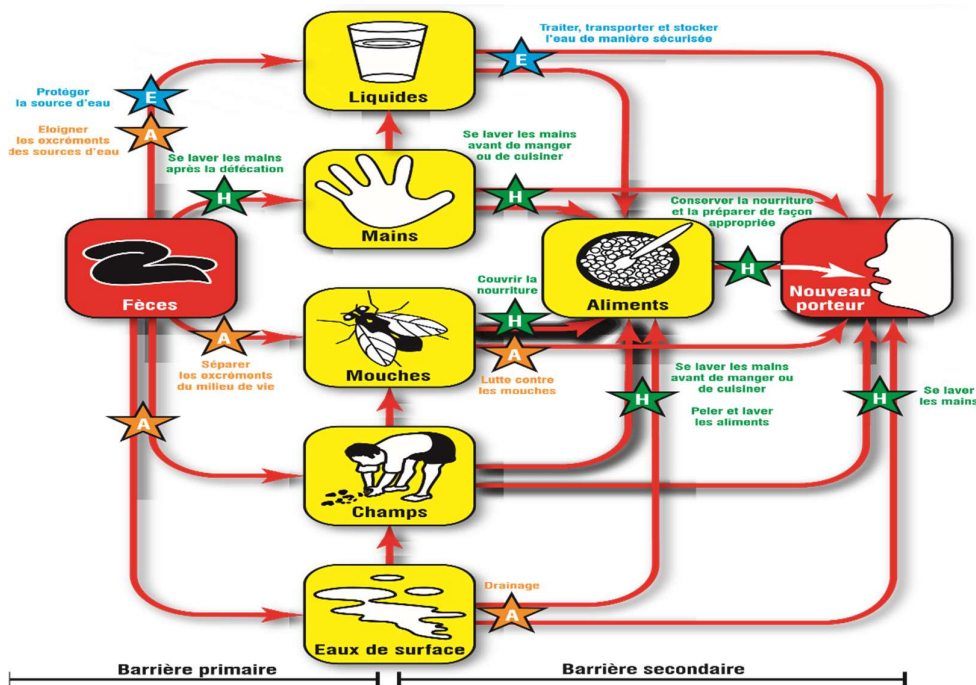 Traiter, transporter et stocker
l'eau de manière sécurisée
E
Liquides
Protéger
la source d'eau
E
Eloigner
les excréments
des sources d'eau
A
Se laver les mains
après la défécation
H
Se laver les mains
avant de manger
ou de cuisiner
H
Mains
Conserver la nourriture
et la préparer de façon
appropriée
H
Fèces
Aliments
Nouveau
porteur
Couvrir la
nourriture
H
A
Mouches
A
Lutte contre
les mouches
Séparer
les excréments
du milieu de vie
Se laver les mains
avant de manger ou
de cuisiner
H
Peler et laver
les aliments
H
Se laver
les mains
A
Champs
Drainage
A
Eaux de surface
Barrière primaire
Barrière secondaire